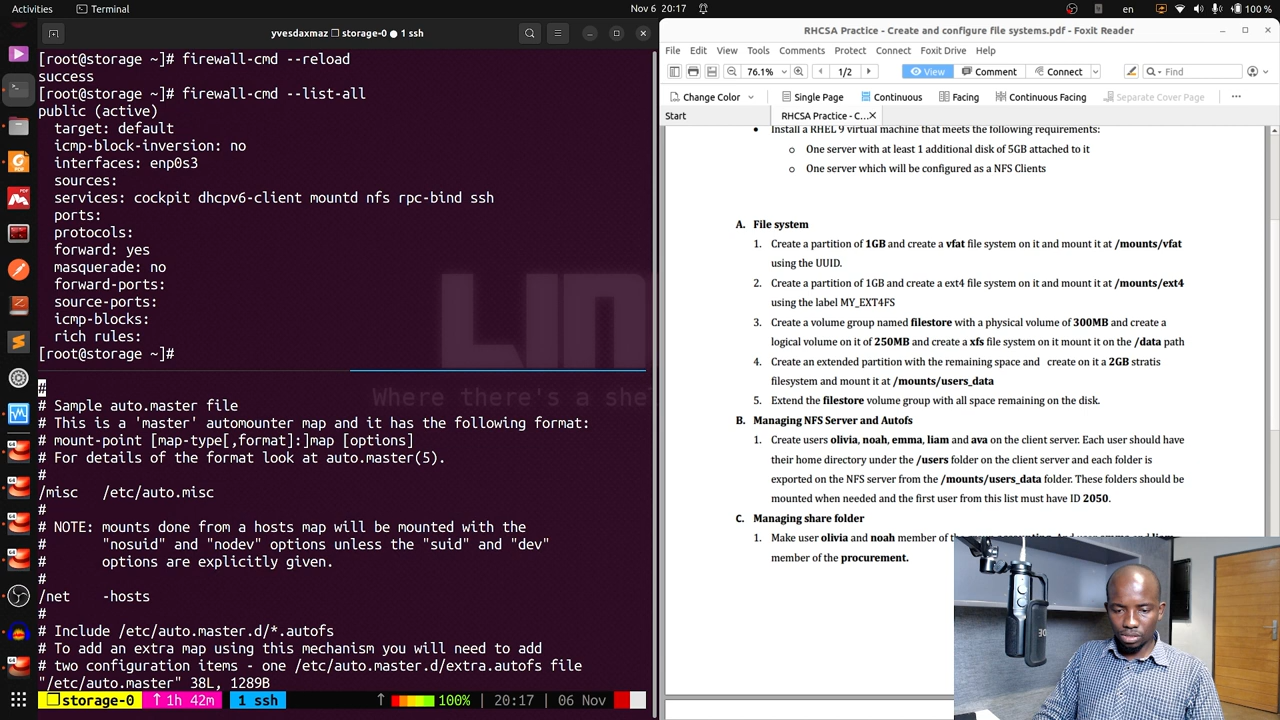 Activities
Terminal
Nov 6 20:17
100 %
yvesdaxmaz ❐ storage-0 ● 1 ssh
[root@storage ~]# firewall-cmd --reload
success
[root@storage ~]# firewall-cmd --list-all
public (active)
target: default
icmp-block-inversion: no
interfaces: enp0s3
sources:
services: cockpit dhcpv6-client mountd nfs rpc-bind ssh
ports:
protocols:
forward: yes
masquerade: no
forward-ports:
source-ports:
icmp-blocks:
rich rules:
[root@storage ~]#
Where there's a she
#
# Sample auto.master file
# This is a 'master' automounter map and it has the following format:
# mount-point [map-type[,format]:]map [options]
# For details of the format look at auto.master(5).
#
/misc /etc/auto.misc
#
# NOTE: mounts done from a hosts map will be mounted with the
# "nosuid" and "nodev" options unless the "suid" and "dev"
# options are explicitly given.
#
/net -hosts
#
# Include /etc/auto.master.d/*.autofs
# To add an extra map using this mechanism you will need to add
# two configuration items - one /etc/auto.master.d/extra.autofs file
"/etc/auto.master" 38L, 1289B
❐ storage-0 ↑ 1h 42m 1 ssh ↑ 100% | 20:17 | 06 Nov
RHCSA Practice - Create and configure file systems.pdf - Foxit Reader
File Edit View Tools Comments Protect Connect Foxit Drive Help
76.1% 1/2 View Comment Connect Find
Change Color Single Page Continuous Facing Continuous Facing Separate Cover Page
Start RHCSA Practice - C...
• Install a RHEL 9 virtual machine that meets the following requirements:
o One server with at least 1 additional disk of 5GB attached to it
o One server which will be configured as a NFS Clients
A. File system
1. Create a partition of 1GB and create a vfat file system on it and mount it at /mounts/vfat
using the UUID.
2. Create a partition of 1GB and create a ext4 file system on it and mount it at /mounts/ext4
using the label MY_EXT4FS
3. Create a volume group named filestore with a physical volume of 300MB and create a
logical volume on it of 250MB and create a xfs file system on it mount it on the /data path
4. Create an extended partition with the remaining space and create on it a 2GB stratis
filesystem and mount it at /mounts/users_data
5. Extend the filestore volume group with all space remaining on the disk.
B. Managing NFS Server and Autofs
1. Create users olivia, noah, emma, liam and ava on the client server. Each user should have
their home directory under the /users folder on the client server and each folder is
exported on the NFS server from the /mounts/users_data folder. These folders should be
mounted when needed and the first user from this list must have ID 2050.
C. Managing share folder
1. Make user olivia and noah member of
member of the procurement.